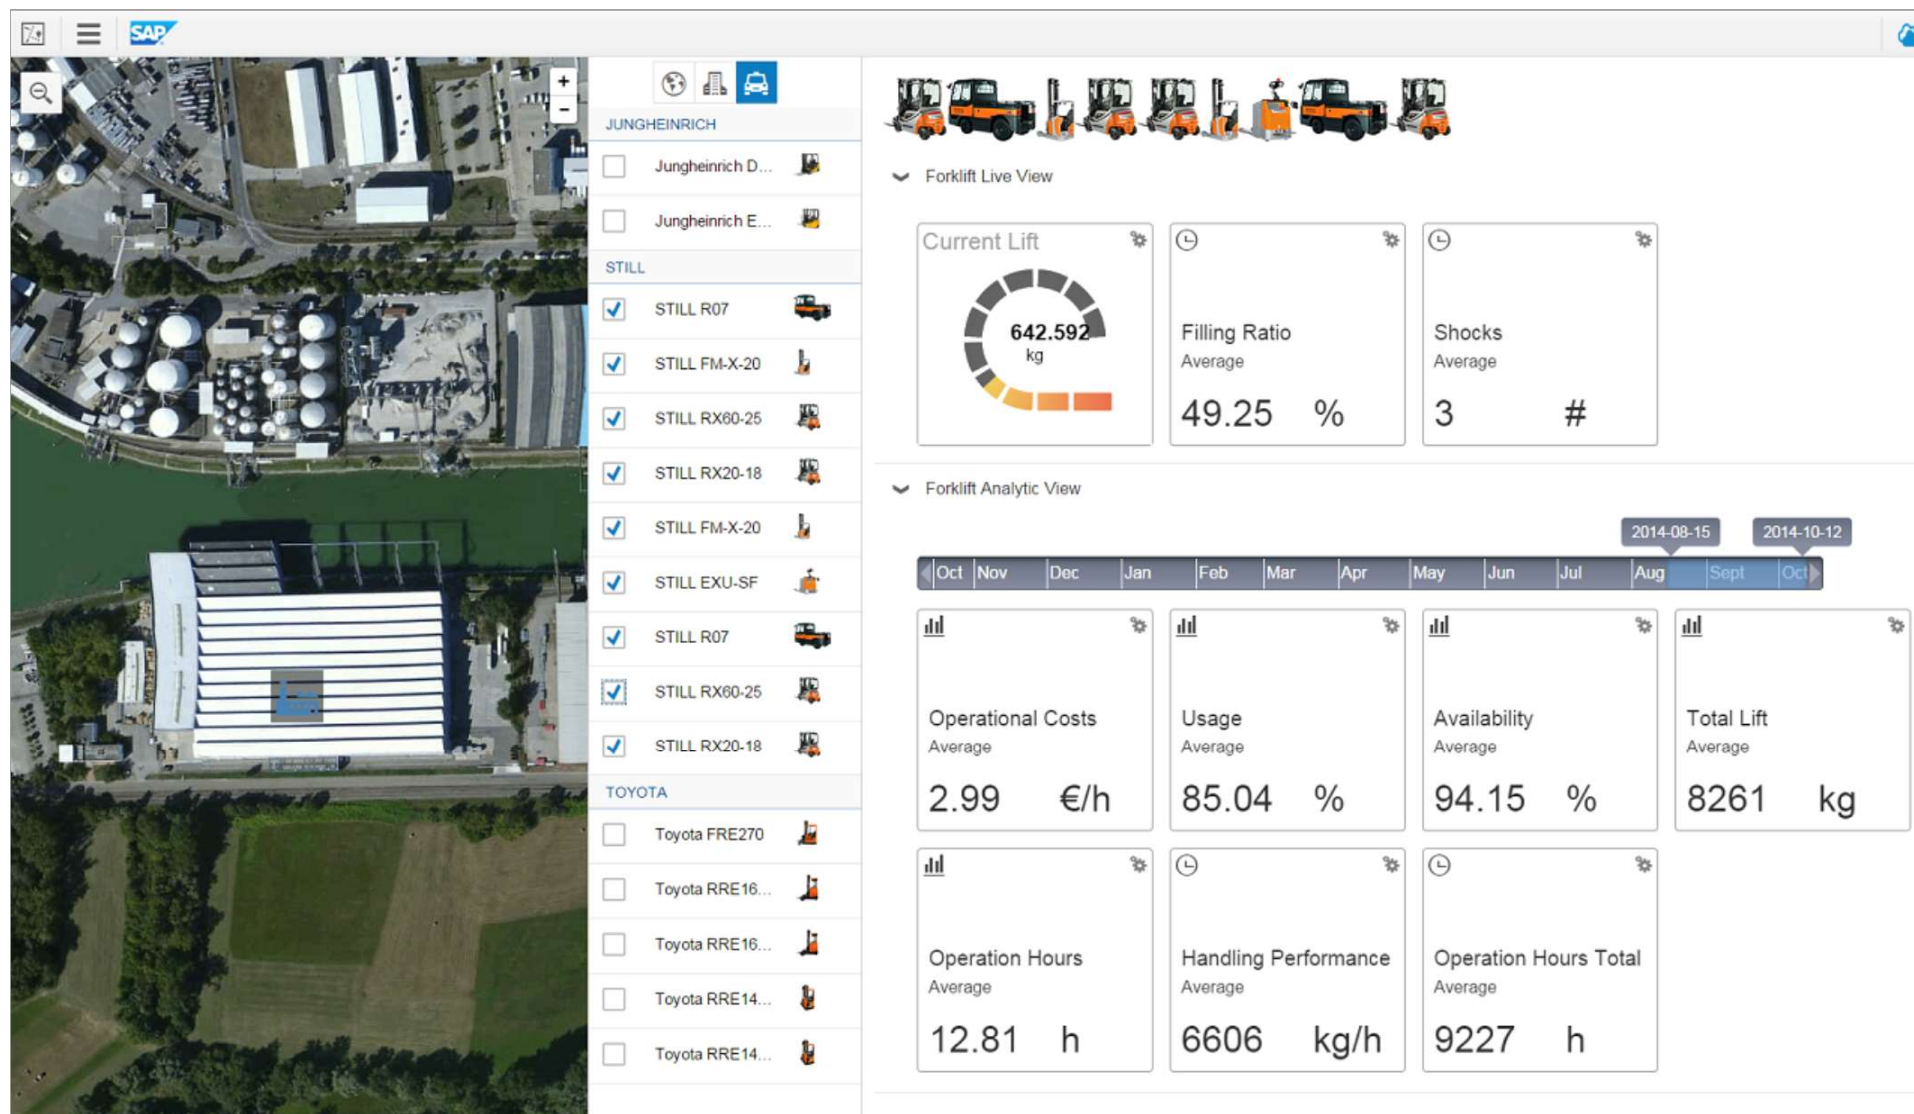 SAP
+
-
JUNGHEINRICH
Jungheinrich D...
Jungheinrich E...
STILL
STILL R07
STILL FM-X-20
STILL RX60-25
STILL RX20-18
STILL FM-X-20
STILL EXU-SF
STILL R07
STILL RX60-25
STILL RX20-18
TOYOTA
Toyota FRE270
Toyota RRE16...
Toyota RRE16...
Toyota RRE14...
Toyota RRE14...
Forklift Live View
Current Lift
642.592
kg
Filling Ratio
Average
49.25 %
Shocks
Average
3 #
Forklift Analytic View
2014-08-15 2014-10-12
Oct Nov Dec Jan Feb Mar Apr May Jun Jul Aug Sept Oct
Operational Costs
Average
2.99 €/h
Usage
Average
85.04 %
Availability
Average
94.15 %
Total Lift
Average
8261 kg
Operation Hours
Average
12.81 h
Handling Performance
Average
6606 kg/h
Operation Hours Total
Average
9227 h